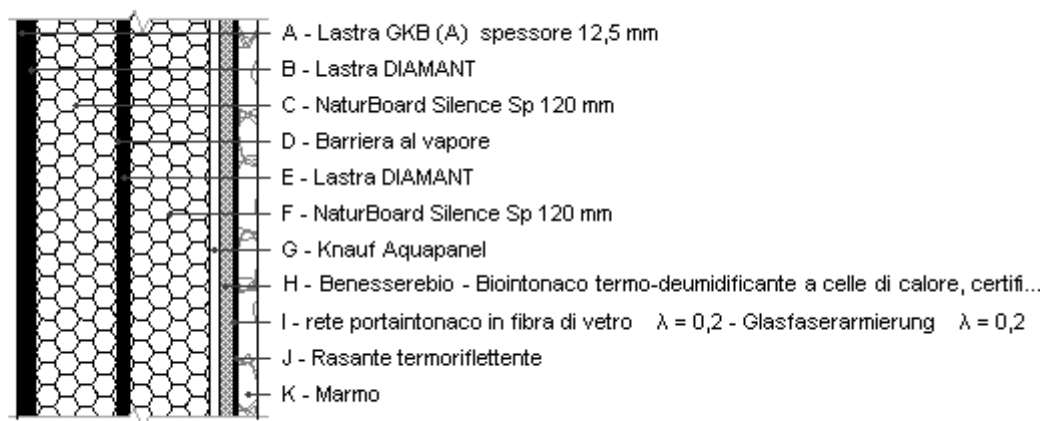 A - Lastra GKB (A) spessore 12,5 mm
B - Lastra DIAMANT
C - NaturBoard Silence Sp 120 mm
D - Barriera al vapore
E - Lastra DIAMANT
F - NaturBoard Silence Sp 120 mm
G - Knauf Aquapanel
H - Benesserebio - Biointonaco termo-deumidificante a celle di calore, certifi...
I - rete portaintonaco in fibra di vetro λ = 0,2 - Glasfaserarmierung λ = 0,2
J - Rasante termoriflettente
K - Marmo